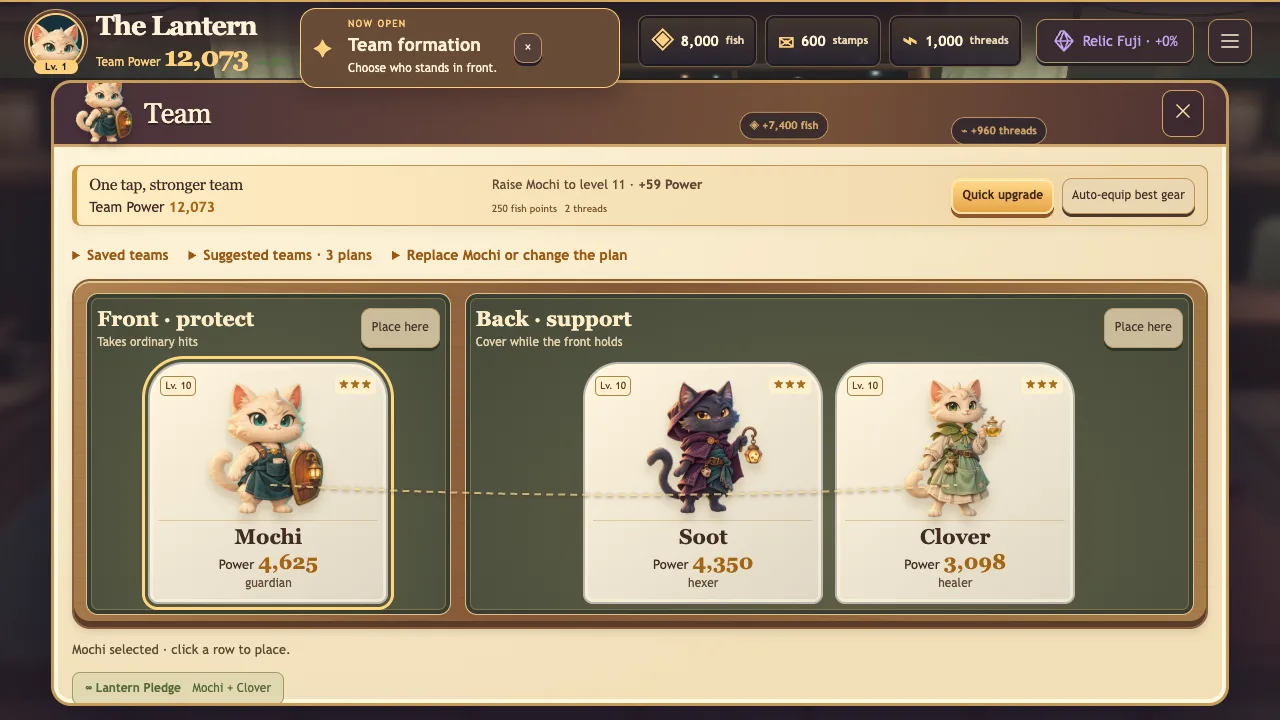 The Lantern
Team Power 12,073
Lv. 1
NOW OPEN
Team formation
Choose who stands in front.
×
8,000 fish
600 stamps
1,000 threads
Relic Fuji · +0%
Team
+7,400 fish
+960 threads
One tap, stronger team
Team Power 12,073
Raise Mochi to level 11 · +59 Power
250 fish points 2 threads
Quick upgrade
Auto-equip best gear
Saved teams
Suggested teams · 3 plans
Replace Mochi or change the plan
Front · protect
Takes ordinary hits
Place here
Lv. 10
Mochi
Power 4,625
guardian
Back · support
Cover while the front holds
Place here
Lv. 10
Soot
Power 4,350
hexer
Lv. 10
Clover
Power 3,098
healer
Mochi selected · click a row to place.
Lantern Pledge Mochi + Clover